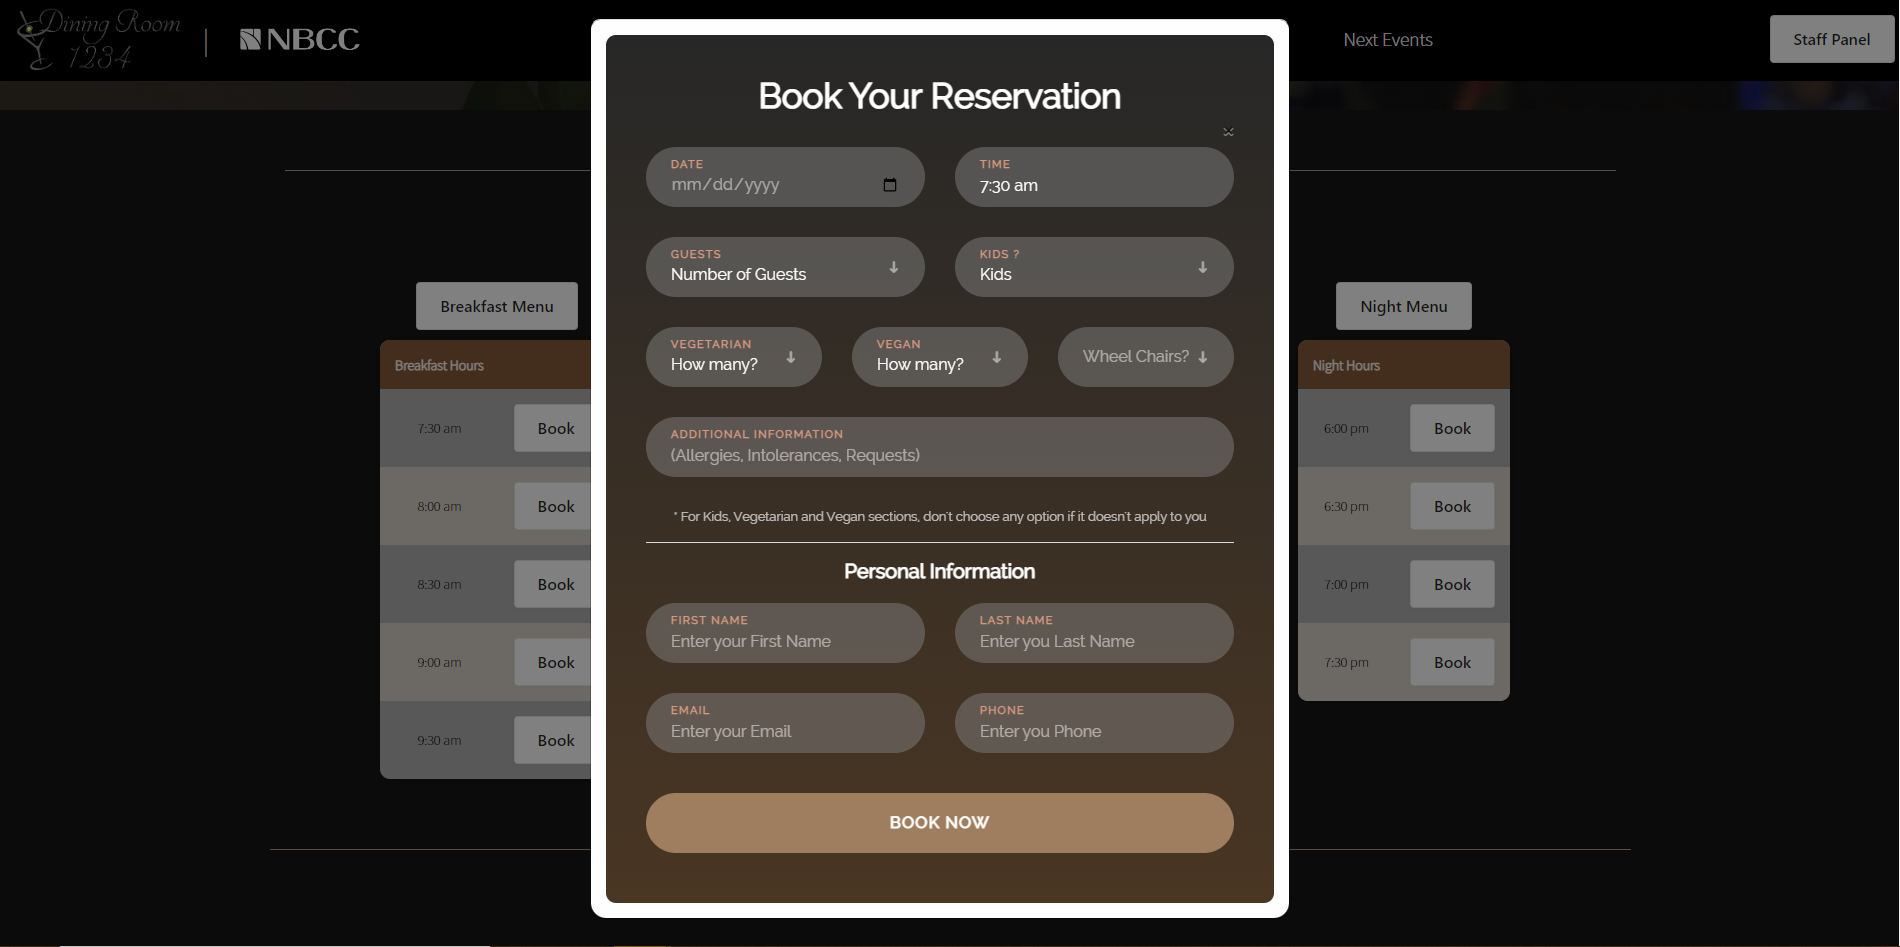 Dining Room
1234
NBCC
Next Events
Staff Panel
Book Your Reservation
×
DATE
mm/dd/yyyy
TIME
7:30 am
GUESTS
Number of Guests
KIDS ?
Kids
VEGETARIAN
How many?
VEGAN
How many?
Wheel Chairs?
ADDITIONAL INFORMATION
(Allergies, Intolerances, Requests)
* For Kids, Vegetarian and Vegan sections, don't choose any option if it doesn't apply to you
Personal Information
FIRST NAME
Enter your First Name
LAST NAME
Enter you Last Name
EMAIL
Enter your Email
PHONE
Enter you Phone
BOOK NOW
Breakfast Menu
Breakfast Hours
7:30 am Book
8:00 am Book
8:30 am Book
9:00 am Book
9:30 am Book
Night Menu
Night Hours
6:00 pm Book
6:30 pm Book
7:00 pm Book
7:30 pm Book